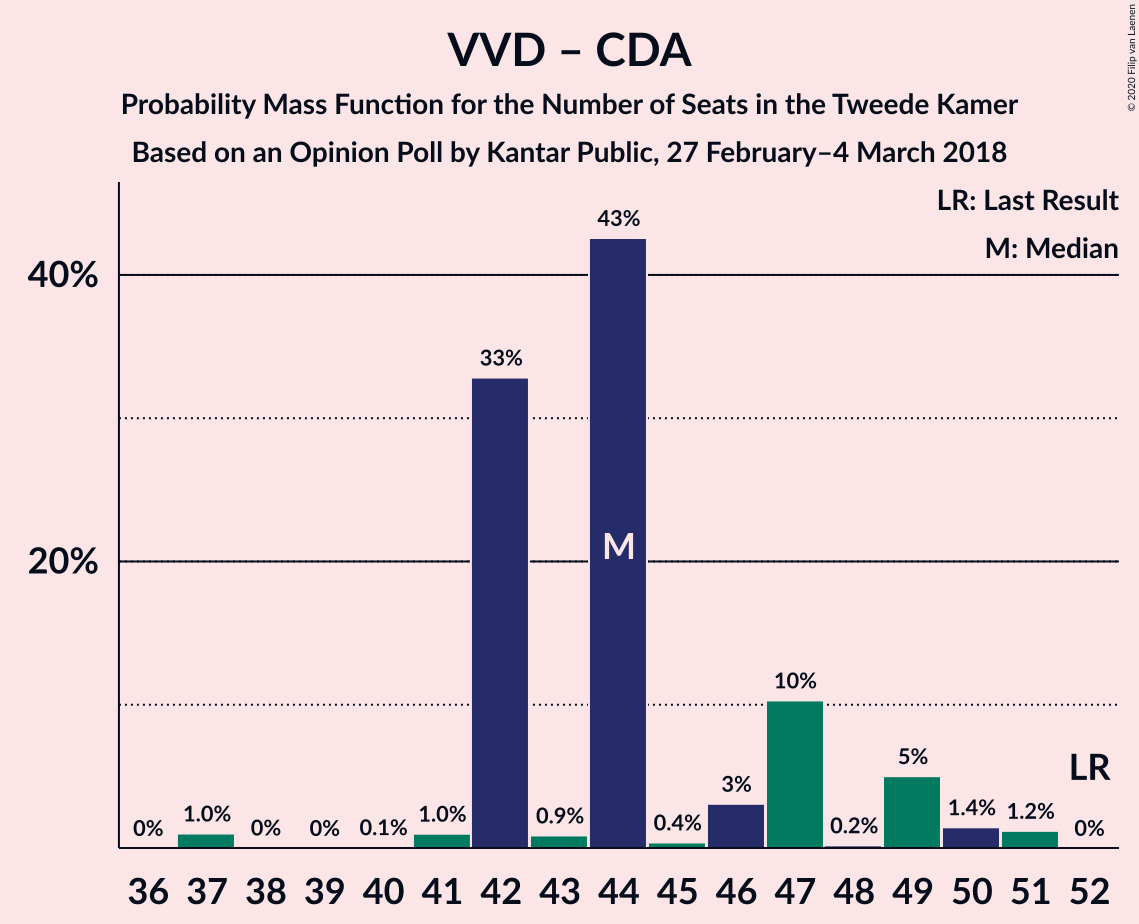 VVD – CDA
Probability Mass Function for the Number of Seats in the Tweede Kamer
Based on an Opinion Poll by Kantar Public, 27 February–4 March 2018
© 2020 Filip van Laenen
LR: Last Result
M: Median
43%
40%
33%
M
20%
10%
LR
5%
3%
0% 1.0% 0% 0% 0.1% 1.0% 0.9% 0.4% 0.2% 1.4% 1.2% 0%
36 37 38 39 40 41 42 43 44 45 46 47 48 49 50 51 52